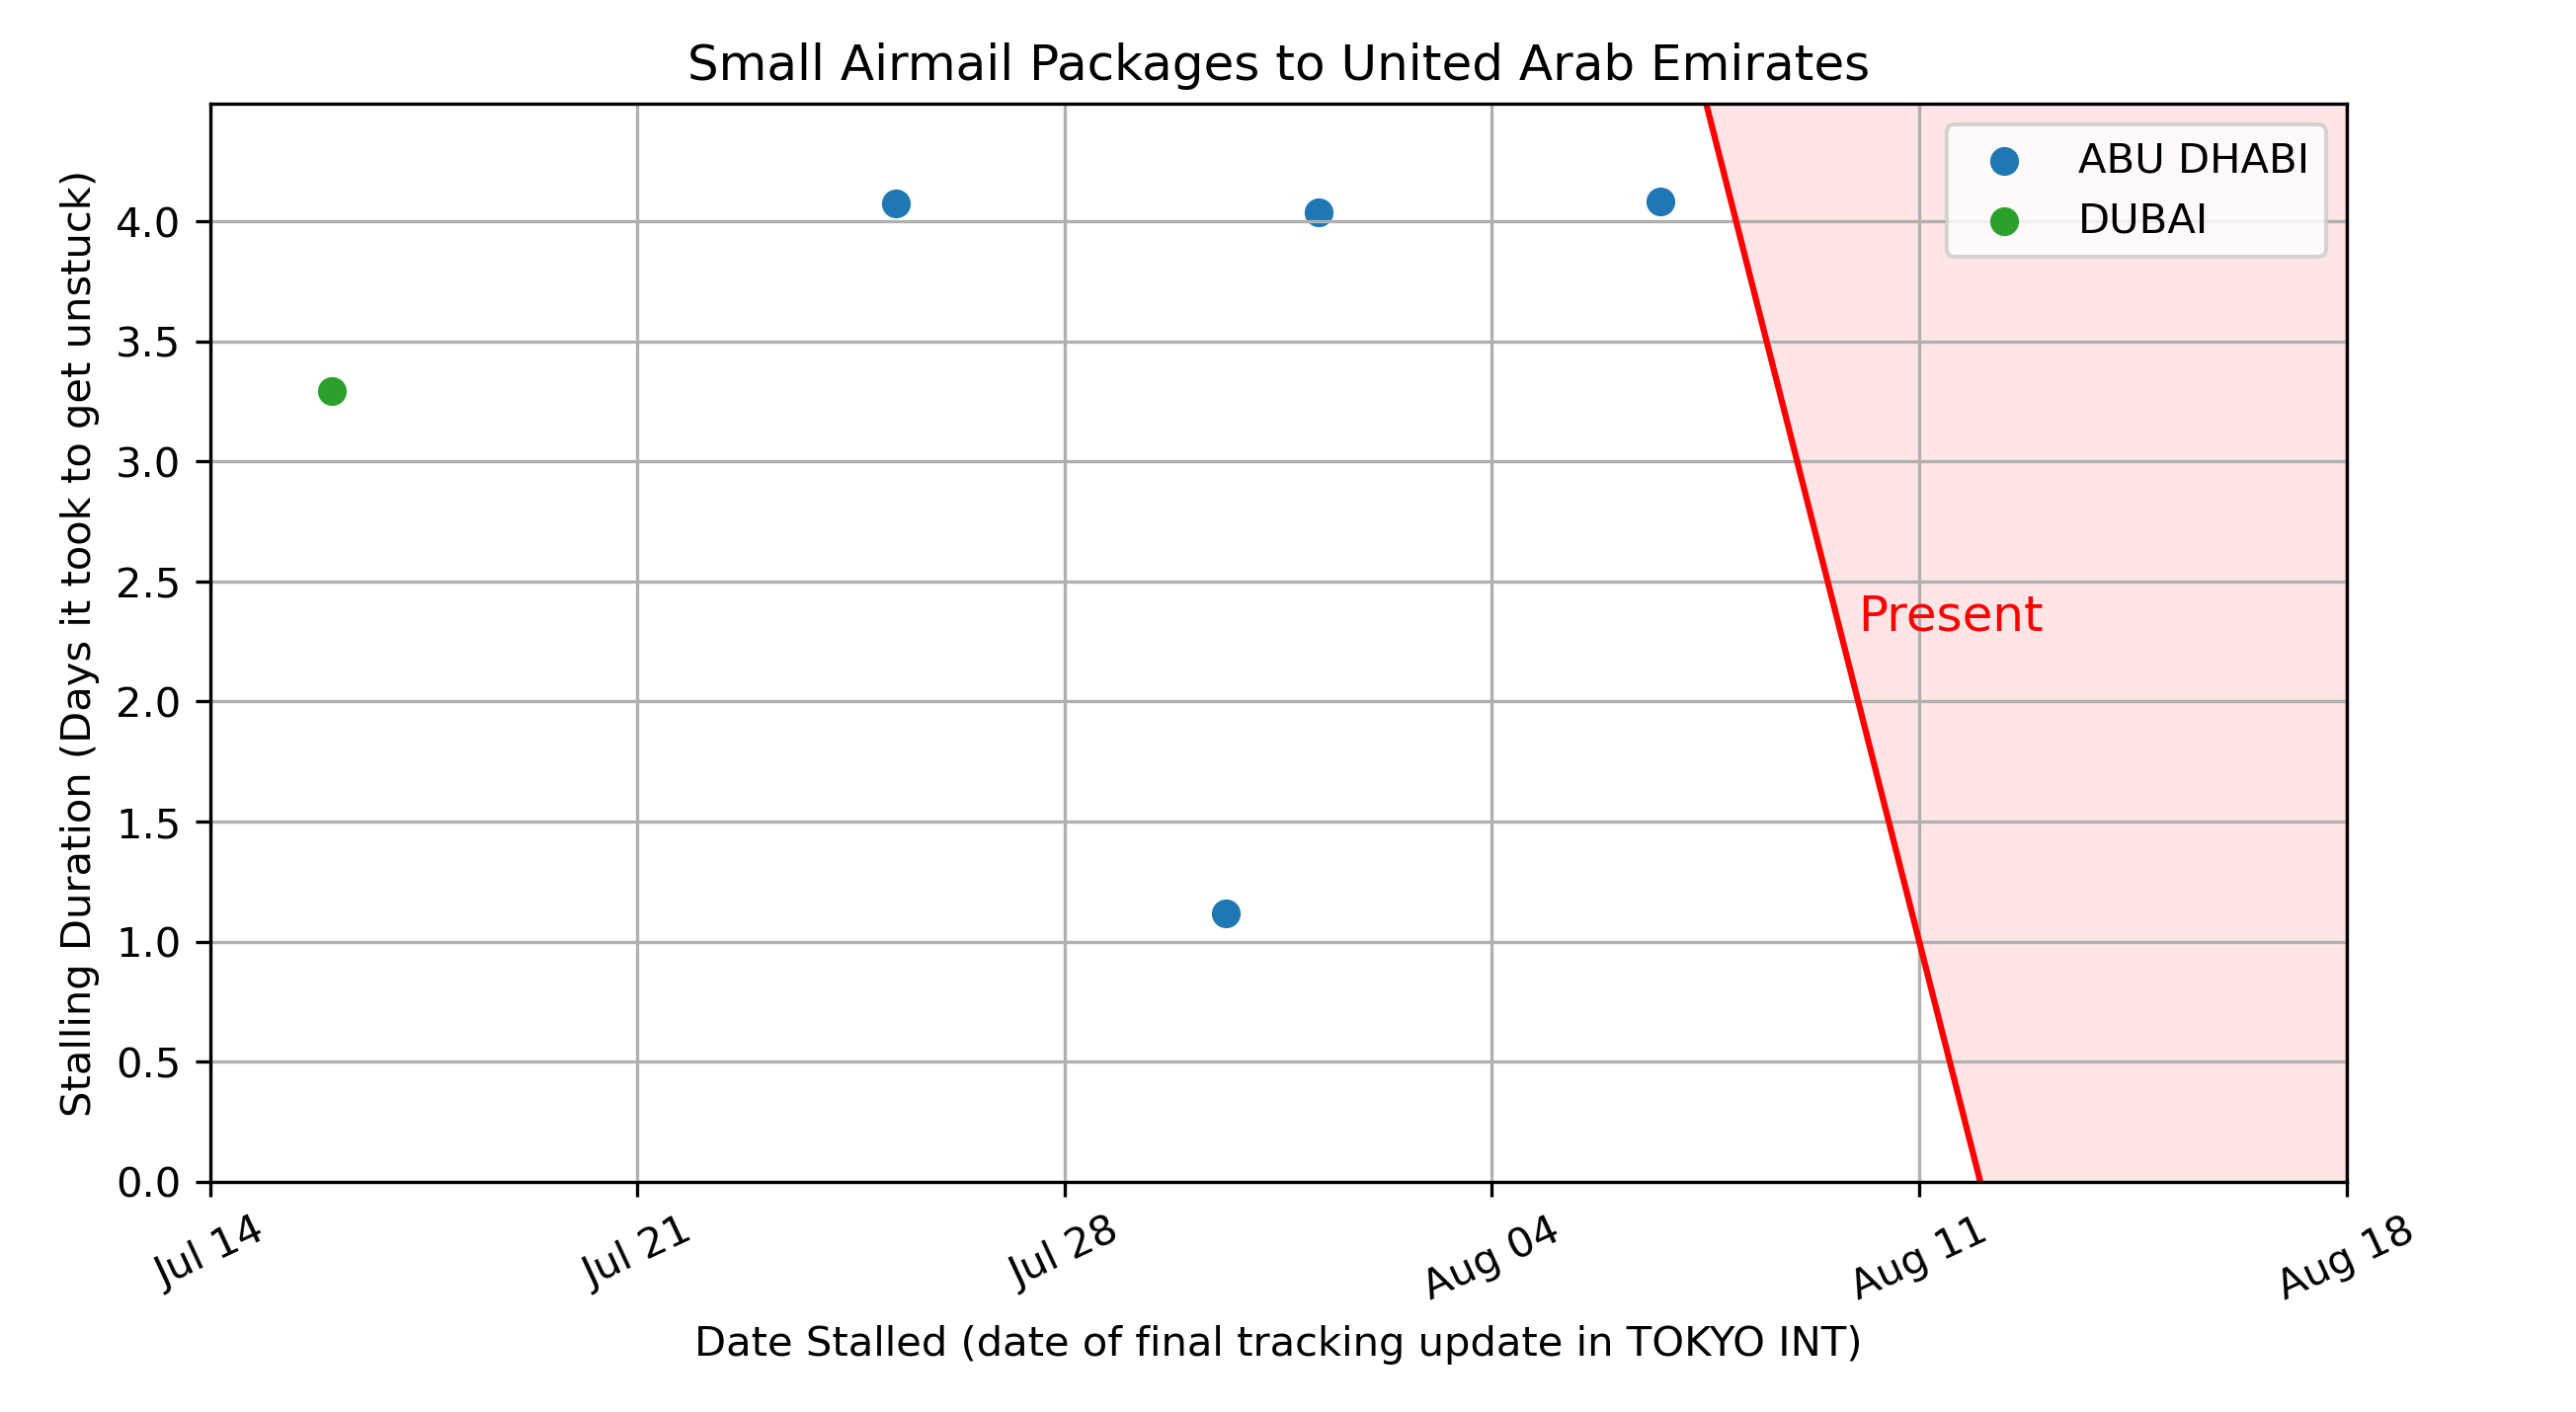 Small Airmail Packages to United Arab Emirates
ABU DHABI
DUBAI
Present
Stalling Duration (Days it took to get unstuck)
4.0
3.5
3.0
2.5
2.0
1.5
1.0
0.5
0.0
Jul 14
Jul 21
Jul 28
Aug 04
Aug 11
Aug 18
Date Stalled (date of final tracking update in TOKYO INT)